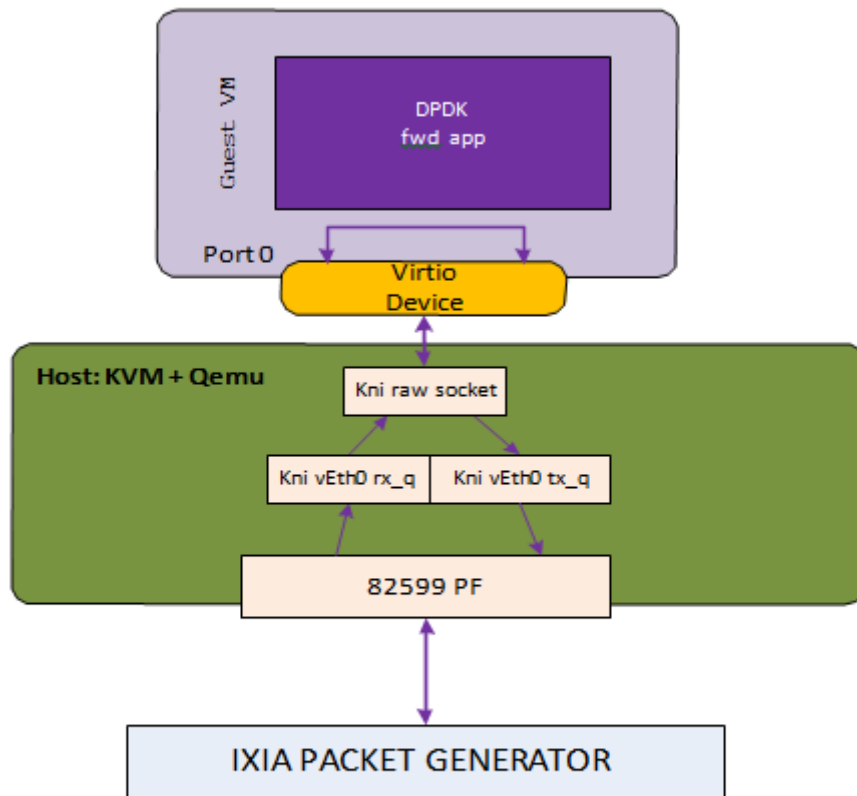 Guest VM
DPDK
fwd app
Port 0
Virtio
Device
Host: KVM + Qemu
Kni raw socket
Kni vEth0 rx_q
Kni vEth0 tx_q
82599 PF
IXIA PACKET GENERATOR